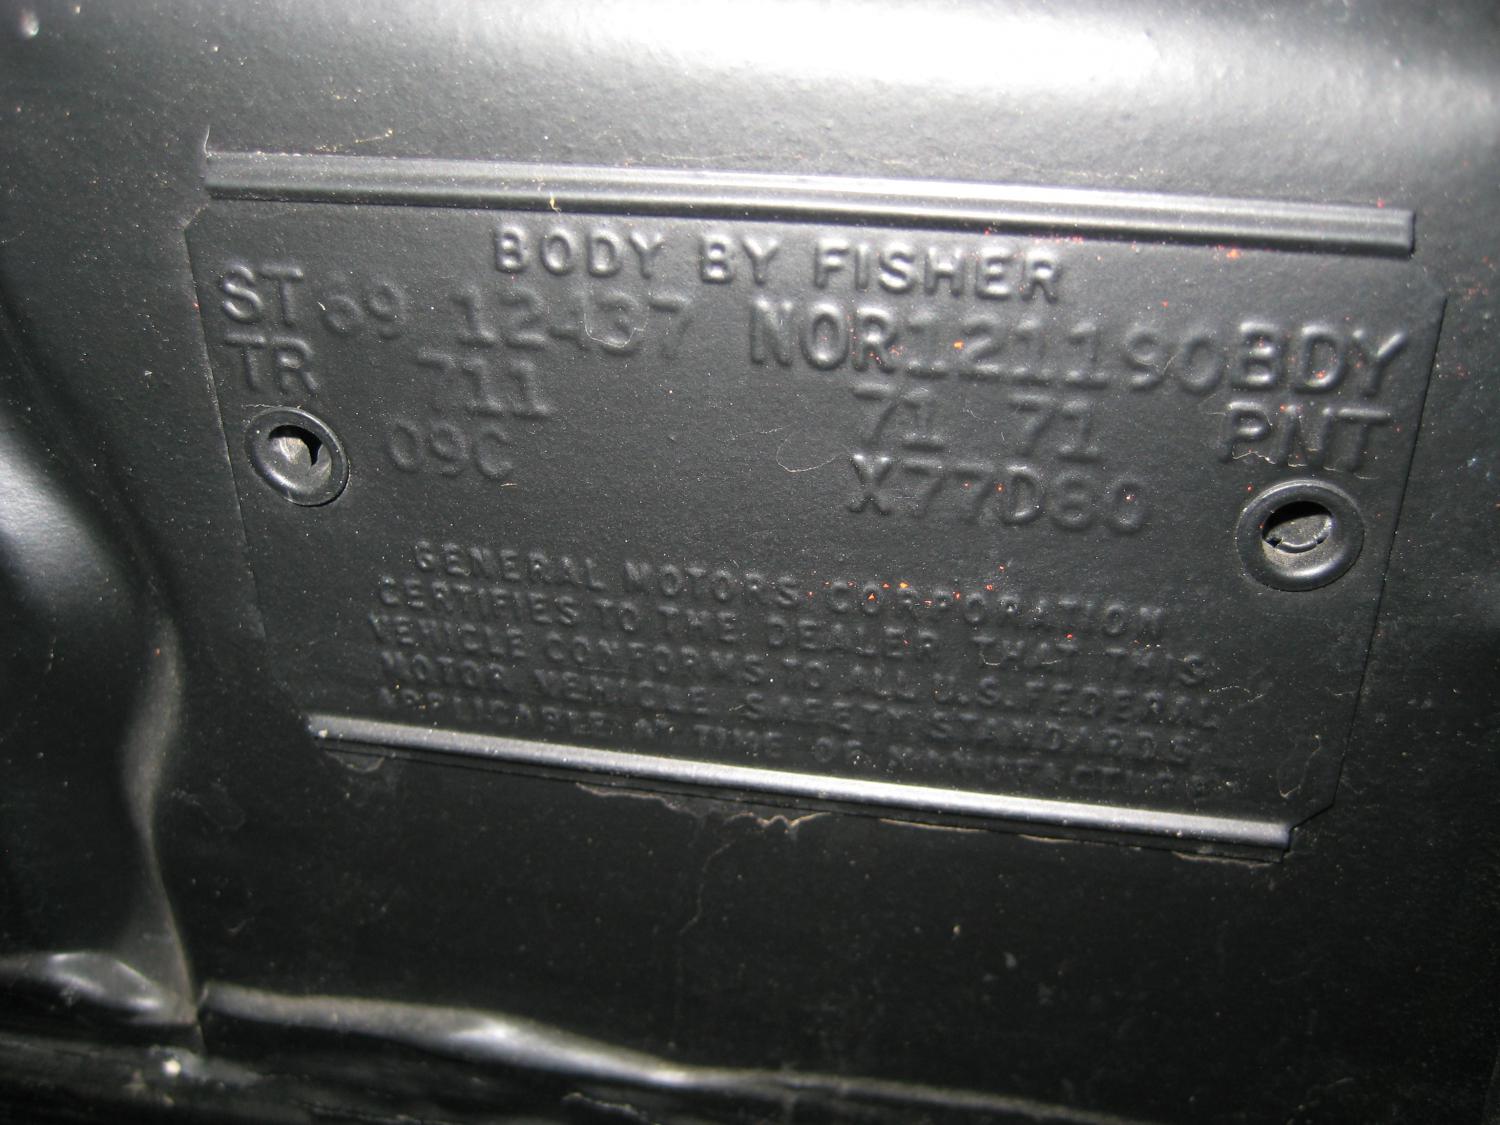 BODY BY FISHER
ST 69 12437 NOR121190 BDY
TR 711 71 71 PNT
09C X77D80
GENERAL MOTORS CORPORATION
CERTIFIES TO THE DEALER THAT THIS
VEHICLE CONFORMS TO ALL U.S. FEDERAL
MOTOR VEHICLE SAFETY STANDARDS
APPLICABLE AT TIME OF MANUFACTURE